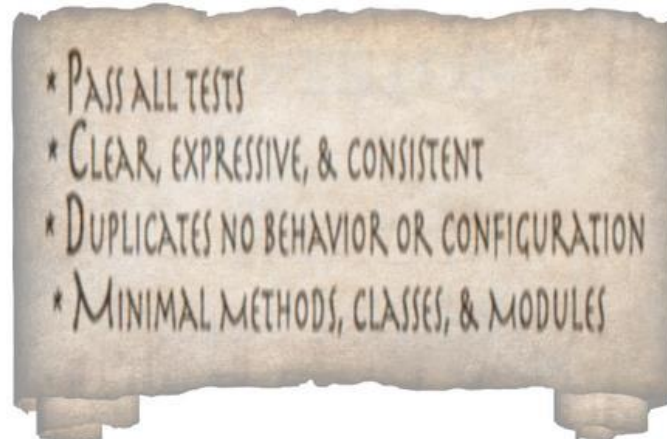 * Pass all tests
* Clear, expressive, & consistent
* Duplicates no behavior or configuration
* Minimal methods, classes, & modules